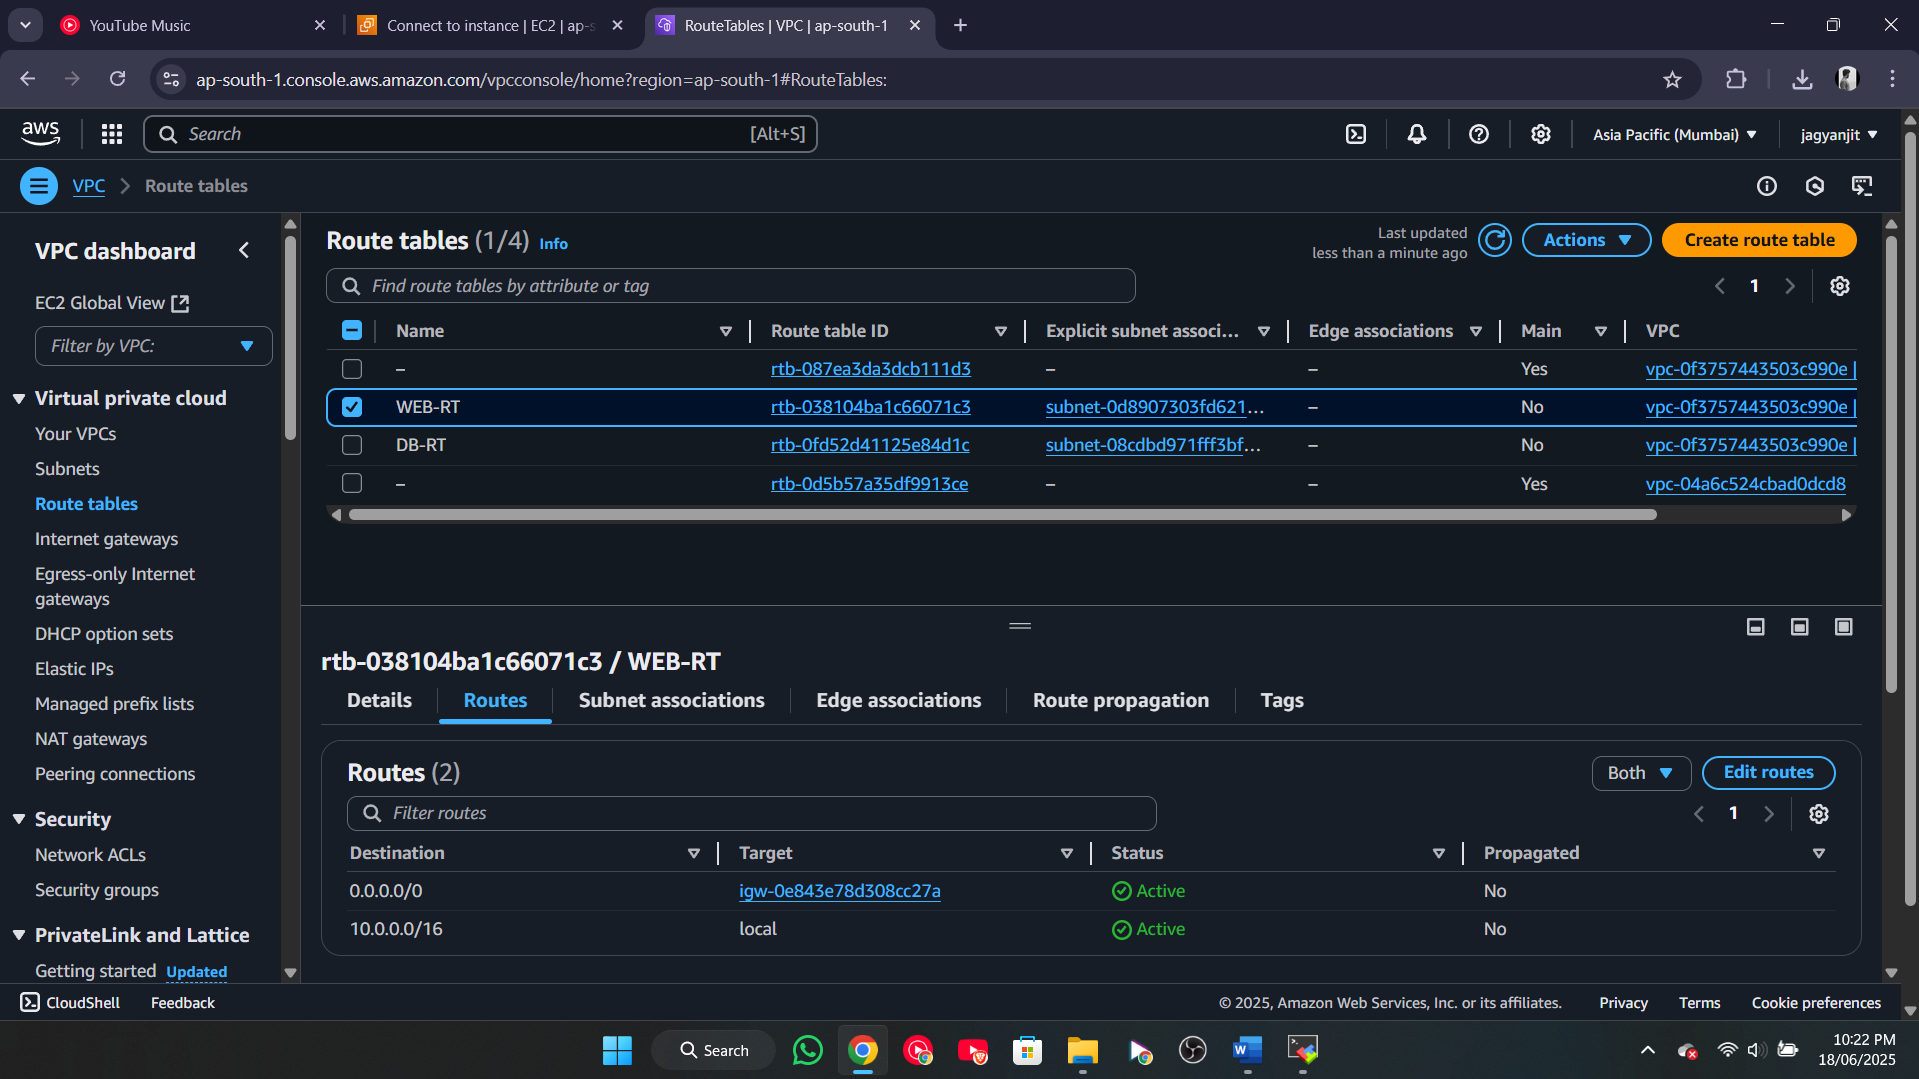 YouTube Music
Connect to instance | EC2 | ap-s
RouteTables | VPC | ap-south-1
ap-south-1.console.aws.amazon.com/vpcconsole/home?region=ap-south-1#RouteTables:
aws
Search [Alt+S]
Asia Pacific (Mumbai)
jagyanjit
VPC > Route tables
VPC dashboard
EC2 Global View
Filter by VPC:
Virtual private cloud
Your VPCs
Subnets
Route tables
Internet gateways
Egress-only Internet
gateways
DHCP option sets
Elastic IPs
Managed prefix lists
NAT gateways
Peering connections
Security
Network ACLs
Security groups
PrivateLink and Lattice
Getting started Updated
Route tables (1/4) Info
Last updated
less than a minute ago
Actions
Create route table
Find route tables by attribute or tag
1
Name Route table ID Explicit subnet associ... Edge associations Main VPC
– rtb-087ea3da3dcb111d3 – – Yes vpc-0f3757443503c990e |
WEB-RT rtb-038104ba1c66071c3 subnet-0d8907303fd621... – No vpc-0f3757443503c990e |
DB-RT rtb-0fd52d41125e84d1c subnet-08cdbd971fff3bf... – No vpc-0f3757443503c990e |
– rtb-0d5b57a35df9913ce – – Yes vpc-04a6c524cbad0dcd8
rtb-038104ba1c66071c3 / WEB-RT
Details Routes Subnet associations Edge associations Route propagation Tags
Routes (2)
Both
Edit routes
Filter routes
1
Destination Target Status Propagated
0.0.0.0/0 igw-0e843e78d308cc27a Active No
10.0.0.0/16 local Active No
CloudShell Feedback
© 2025, Amazon Web Services, Inc. or its affiliates. Privacy Terms Cookie preferences
Search
10:22 PM
18/06/2025